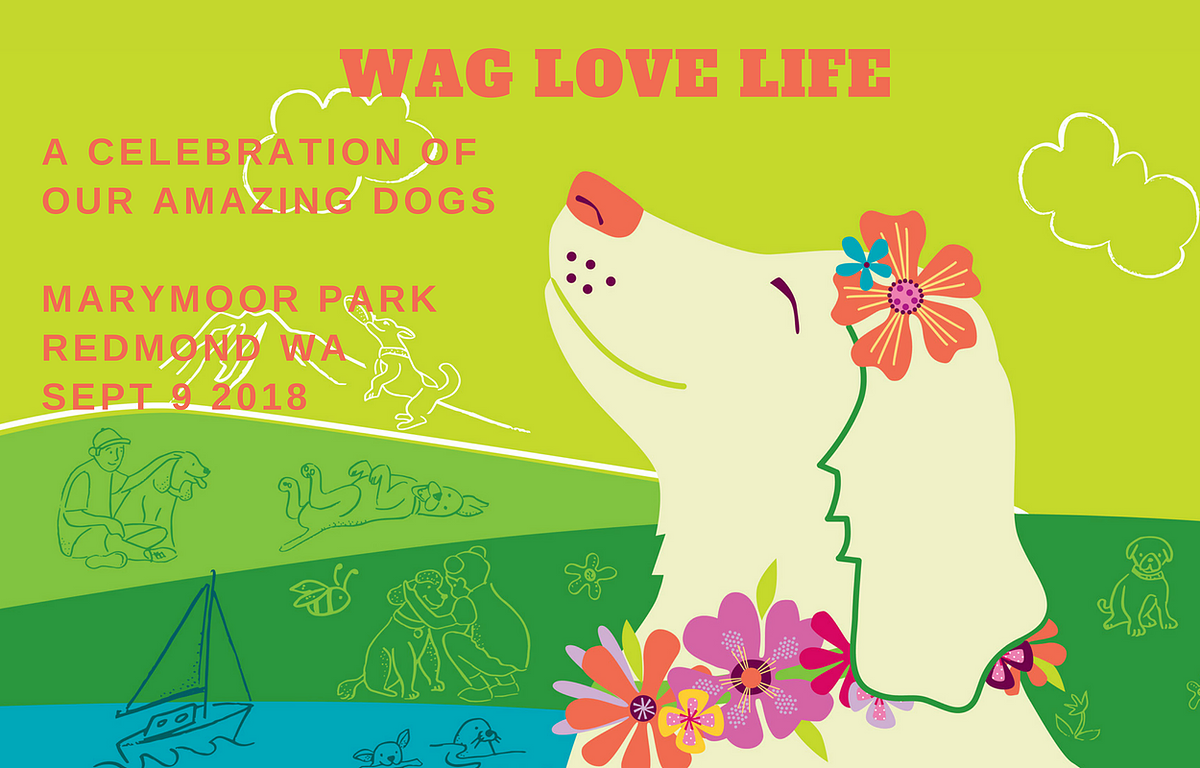 WAG LOVE LIFE
A CELEBRATION OF
OUR AMAZING DOGS
MARYMOOR PARK
REDMOND WA
SEPT 9 2018